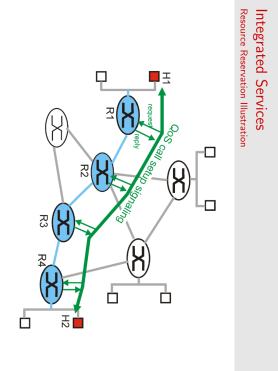 Integrated Services
Resource Reservation Illustration
H1
R1
request
reply
QoS call setup signaling
R2
R3
R4
H2